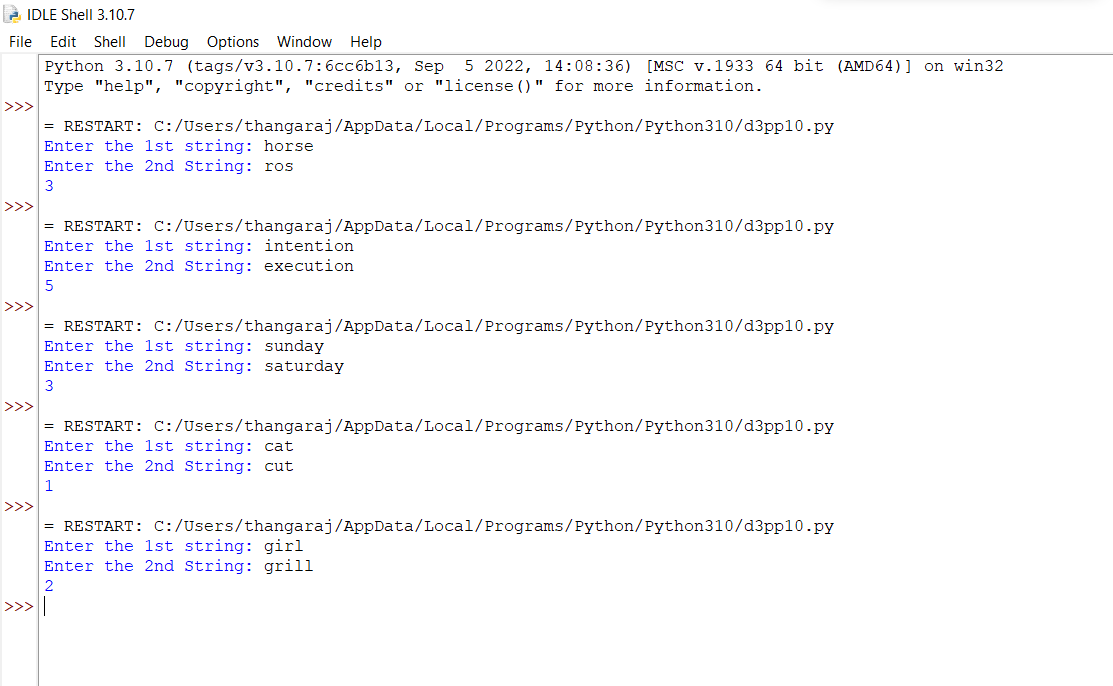 IDLE Shell 3.10.7
File Edit Shell Debug Options Window Help
Python 3.10.7 (tags/v3.10.7:6cc6b13, Sep  5 2022, 14:08:36) [MSC v.1933 64 bit (AMD64)] on win32
Type "help", "copyright", "credits" or "license()" for more information.
>>>
= RESTART: C:/Users/thangaraj/AppData/Local/Programs/Python/Python310/d3pp10.py
Enter the 1st string: horse
Enter the 2nd String: ros
3
>>>
= RESTART: C:/Users/thangaraj/AppData/Local/Programs/Python/Python310/d3pp10.py
Enter the 1st string: intention
Enter the 2nd String: execution
5
>>>
= RESTART: C:/Users/thangaraj/AppData/Local/Programs/Python/Python310/d3pp10.py
Enter the 1st string: sunday
Enter the 2nd String: saturday
3
>>>
= RESTART: C:/Users/thangaraj/AppData/Local/Programs/Python/Python310/d3pp10.py
Enter the 1st string: cat
Enter the 2nd String: cut
1
>>>
= RESTART: C:/Users/thangaraj/AppData/Local/Programs/Python/Python310/d3pp10.py
Enter the 1st string: girl
Enter the 2nd String: grill
2
>>>